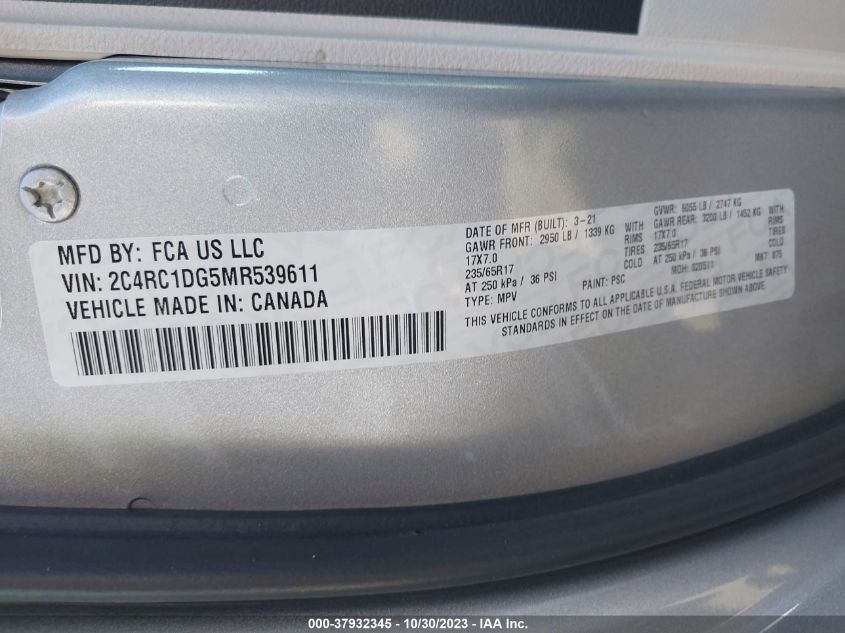 MFD BY: FCA US LLC
VIN: 2C4RC1DG5MR539611
VEHICLE MADE IN: CANADA
DATE OF MFR (BUILT): 3-21 GVWR: 6055 LB / 2747 KG
GAWR FRONT: 2950 LB / 1339 KG WITH GAWR REAR: 3200 LB / 1452 KG WITH
17X7.0 RIMS 17X7.0 RIMS
235/65R17 TIRES 235/65R17 TIRES
AT 250 kPa / 36 PSI COLD AT 250 kPa / 36 PSI COLD
TYPE: MPV PAINT: PSC MDH: 020511 MKT: 875
THIS VEHICLE CONFORMS TO ALL APPLICABLE U.S.A. FEDERAL MOTOR VEHICLE SAFETY
STANDARDS IN EFFECT ON THE DATE OF MANUFACTURE SHOWN ABOVE.
000-37932345 - 10/30/2023 - © IAA Inc.